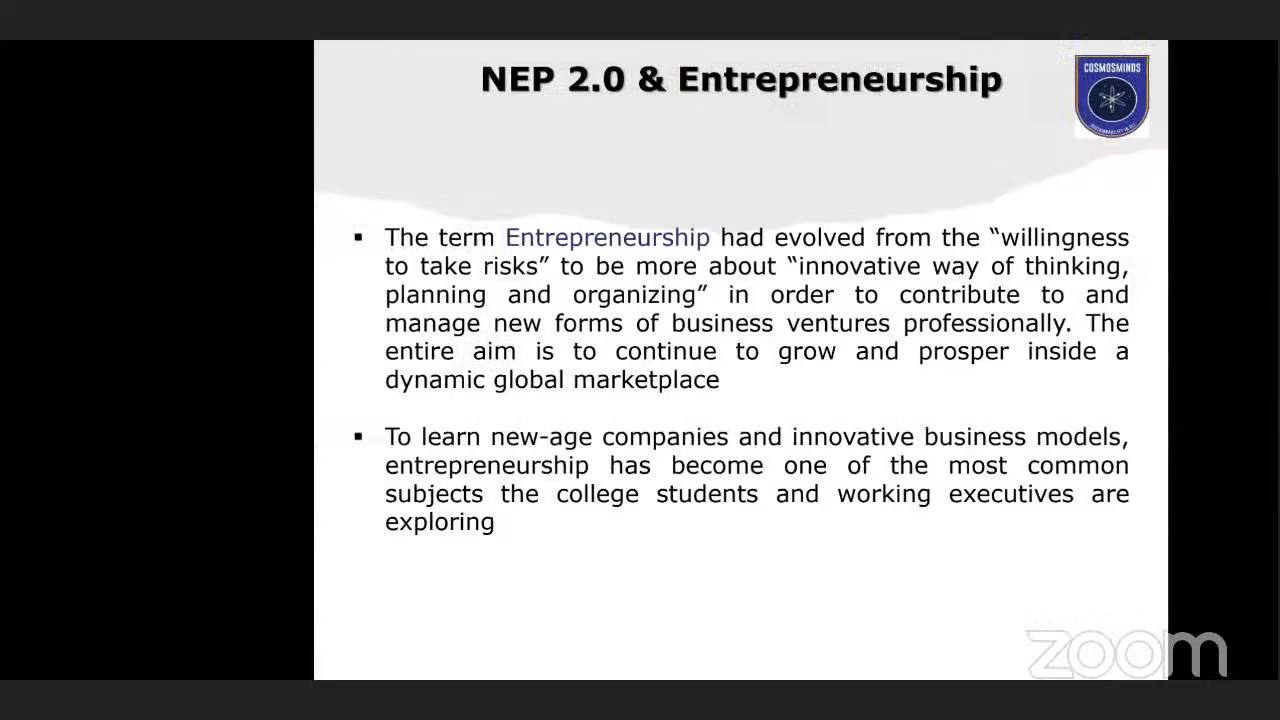 NEP 2.0 & Entrepreneurship
COSMOSMINDS
▪ The term Entrepreneurship had evolved from the “willingness
to take risks” to be more about “innovative way of thinking,
planning and organizing” in order to contribute to and
manage new forms of business ventures professionally. The
entire aim is to continue to grow and prosper inside a
dynamic global marketplace
▪ To learn new-age companies and innovative business models,
entrepreneurship has become one of the most common
subjects the college students and working executives are
exploring
zoom